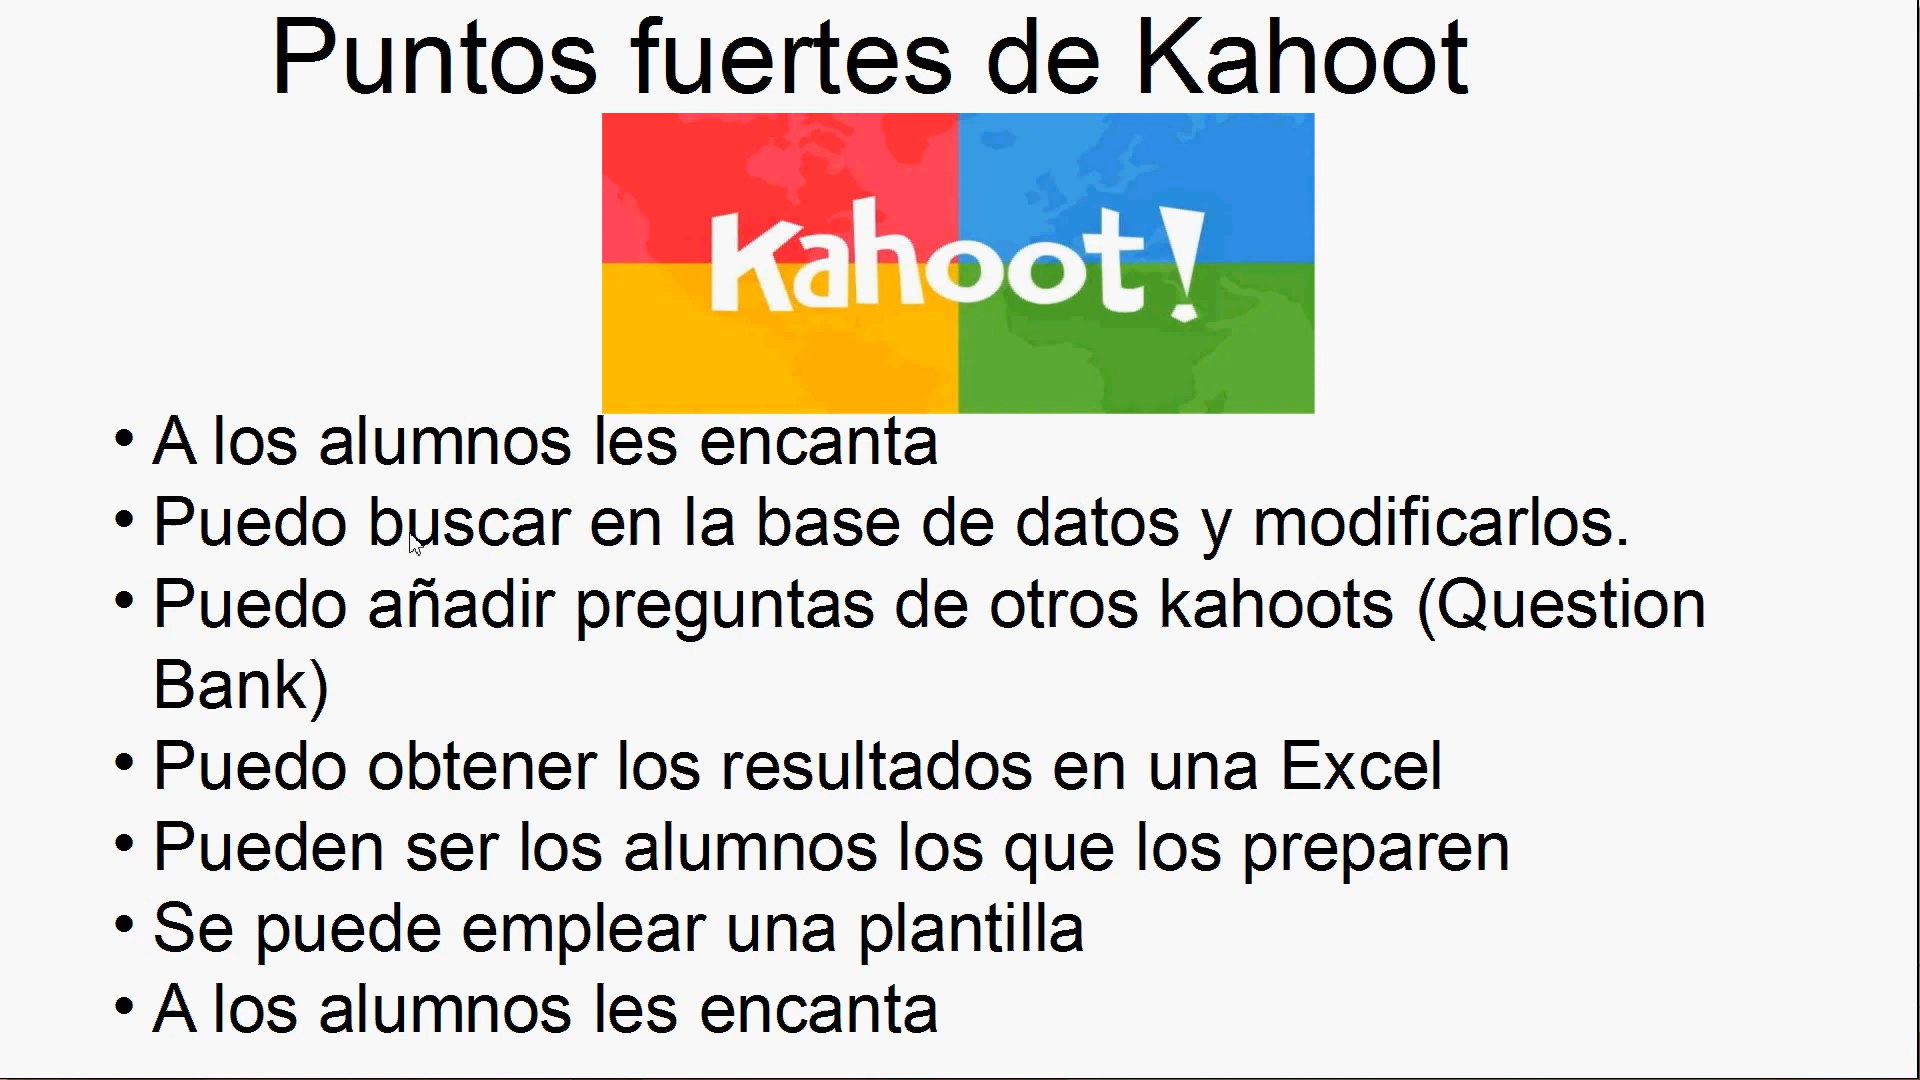 Puntos fuertes de Kahoot
Kahoot!
• A los alumnos les encanta
• Puedo buscar en la base de datos y modificarlos.
• Puedo añadir preguntas de otros kahoots (Question
Bank)
• Puedo obtener los resultados en una Excel
• Pueden ser los alumnos los que los preparen
• Se puede emplear una plantilla
• A los alumnos les encanta